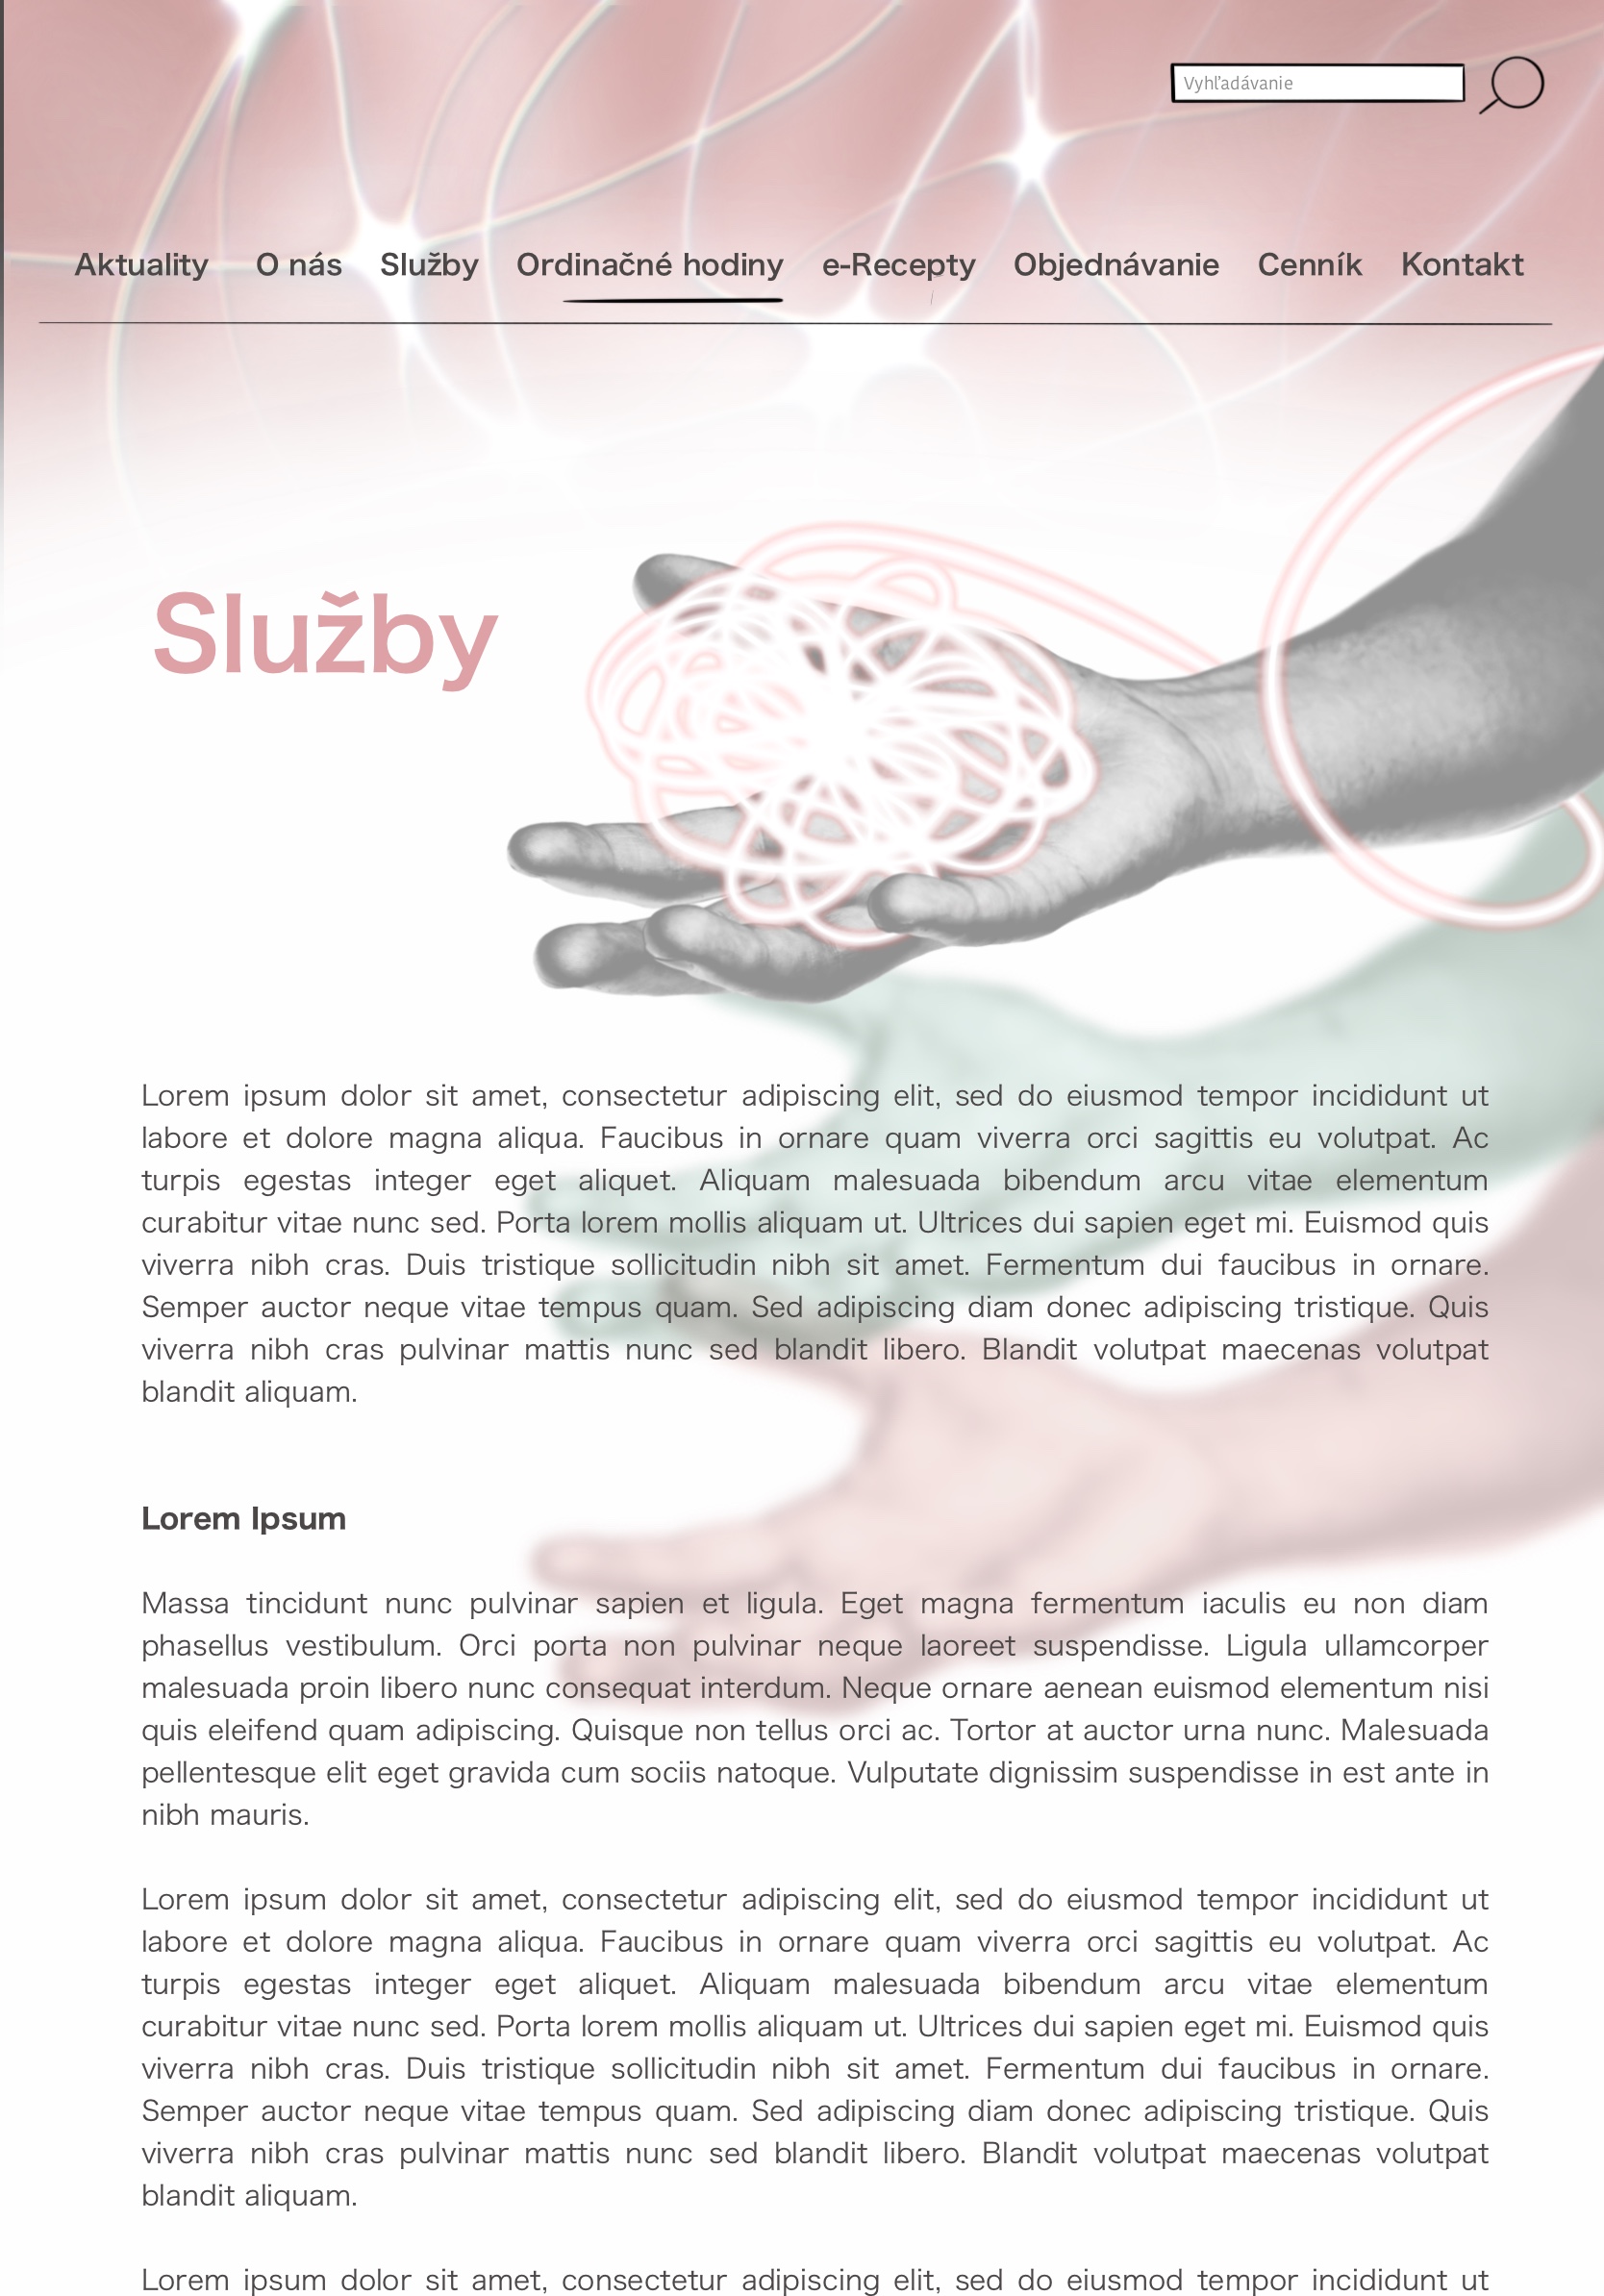 Vyhľadávanie
Aktuality O nás Služby Ordinačné hodiny e-Recepty Objednávanie Cenník Kontakt
Služby
Lorem ipsum dolor sit amet, consectetur adipiscing elit, sed do eiusmod tempor incididunt ut
labore et dolore magna aliqua. Faucibus in ornare quam viverra orci sagittis eu volutpat. Ac
turpis egestas integer eget aliquet. Aliquam malesuada bibendum arcu vitae elementum
curabitur vitae nunc sed. Porta lorem mollis aliquam ut. Ultrices dui sapien eget mi. Euismod quis
viverra nibh cras. Duis tristique sollicitudin nibh sit amet. Fermentum dui faucibus in ornare.
Semper auctor neque vitae tempus quam. Sed adipiscing diam donec adipiscing tristique. Quis
viverra nibh cras pulvinar mattis nunc sed blandit libero. Blandit volutpat maecenas volutpat
blandit aliquam.
Lorem Ipsum
Massa tincidunt nunc pulvinar sapien et ligula. Eget magna fermentum iaculis eu non diam
phasellus vestibulum. Orci porta non pulvinar neque laoreet suspendisse. Ligula ullamcorper
malesuada proin libero nunc consequat interdum. Neque ornare aenean euismod elementum nisi
quis eleifend quam adipiscing. Quisque non tellus orci ac. Tortor at auctor urna nunc. Malesuada
pellentesque elit eget gravida cum sociis natoque. Vulputate dignissim suspendisse in est ante in
nibh mauris.
Lorem ipsum dolor sit amet, consectetur adipiscing elit, sed do eiusmod tempor incididunt ut
labore et dolore magna aliqua. Faucibus in ornare quam viverra orci sagittis eu volutpat. Ac
turpis egestas integer eget aliquet. Aliquam malesuada bibendum arcu vitae elementum
curabitur vitae nunc sed. Porta lorem mollis aliquam ut. Ultrices dui sapien eget mi. Euismod quis
viverra nibh cras. Duis tristique sollicitudin nibh sit amet. Fermentum dui faucibus in ornare.
Semper auctor neque vitae tempus quam. Sed adipiscing diam donec adipiscing tristique. Quis
viverra nibh cras pulvinar mattis nunc sed blandit libero. Blandit volutpat maecenas volutpat
blandit aliquam.
Lorem ipsum dolor sit amet, consectetur adipiscing elit, sed do eiusmod tempor incididunt ut